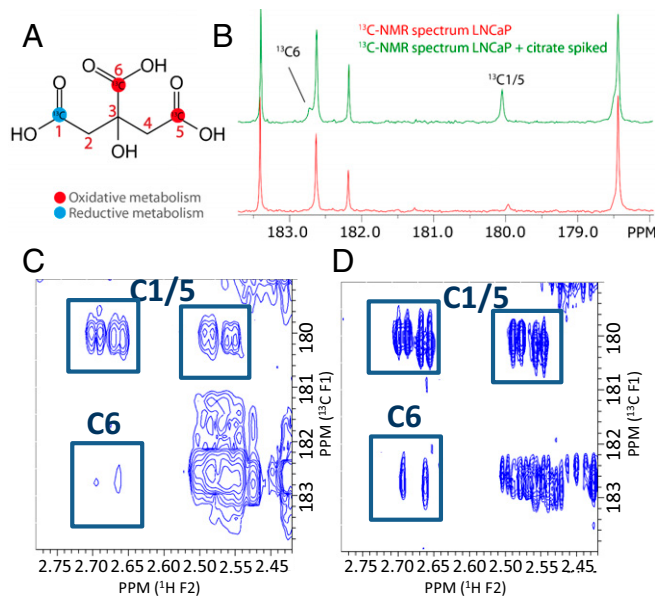 A
O
OH
6
O
O
3
4
HO
1
2
5
OH
OH
Oxidative metabolism
Reductive metabolism
B
¹³C-NMR spectrum LNCaP
¹³C-NMR spectrum LNCaP + citrate spiked
¹³C6
¹³C1/5
183.0 182.0 181.0 180.0 179.0 PPM
C
C1/5
C6
180
181
182
183
PPM (¹³C F1)
2.75 2.70 2.65 2.60 2.50 2.55 2.45
PPM (¹H F2)
D
C1/5
C6
180
181
182
183
PPM (¹³C F1)
2.75 2.70 2.65 2.60 2.50 2.55 2.45
PPM (¹H F2)